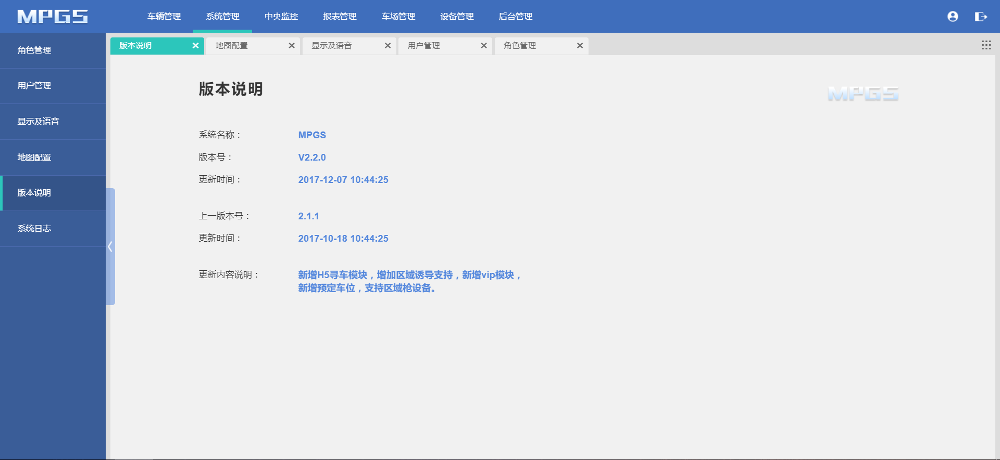 MPGS
车辆管理 系统管理 中央监控 报表管理 车场管理 设备管理 后台管理
角色管理
用户管理
显示及语音
地图配置
版本说明
系统日志
版本说明 地图配置 显示及语音 用户管理 角色管理
版本说明
MPGS
系统名称： MPGS
版本号： V2.2.0
更新时间： 2017-12-07 10:44:25
上一版本号： 2.1.1
更新时间： 2017-10-18 10:44:25
更新内容说明： 新增H5寻车模块，增加区域诱导支持，新增vip模块，
新增预定车位，支持区域枪设备。